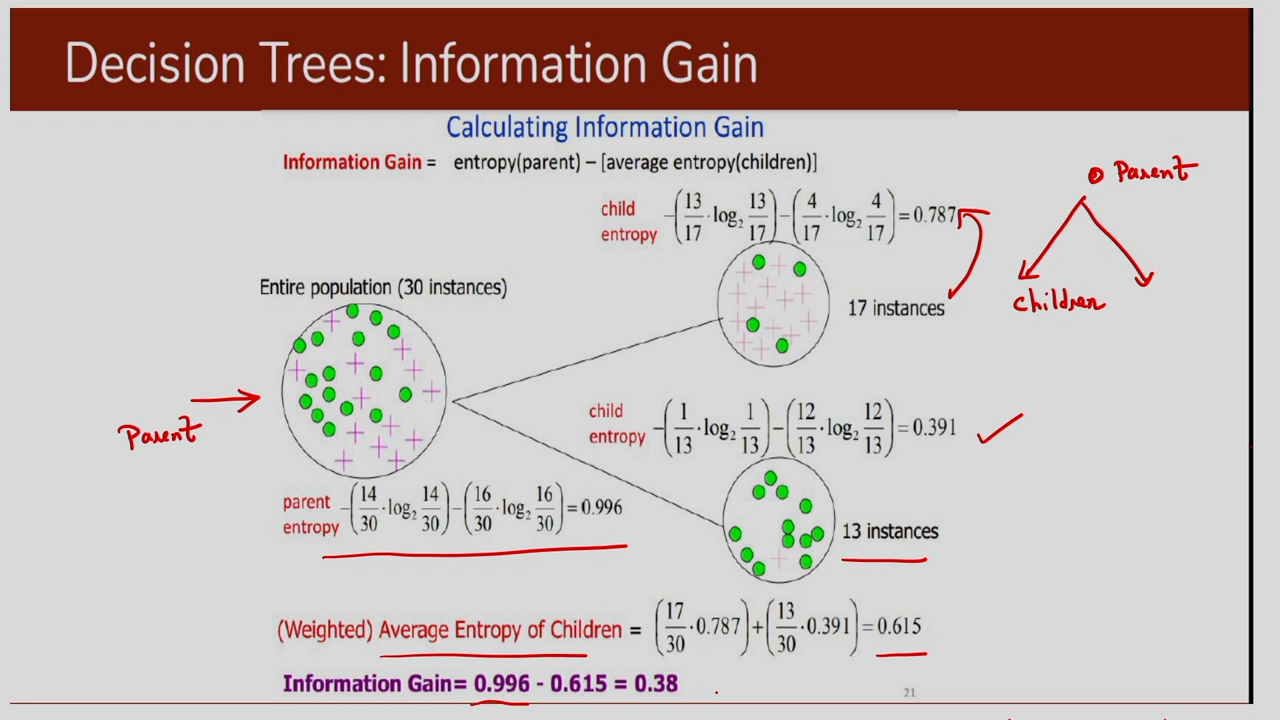 Decision Trees: Information Gain
Calculating Information Gain
Information Gain = entropy(parent) – [average entropy(children)]
Parent
child entropy -(13/17 · log₂ 13/17) - (4/17 · log₂ 4/17) = 0.787
Entire population (30 instances)
17 instances
children
child entropy -(1/13 · log₂ 1/13) - (12/13 · log₂ 12/13) = 0.391
Parent
parent entropy -(14/30 · log₂ 14/30) - (16/30 · log₂ 16/30) = 0.996
13 instances
(Weighted) Average Entropy of Children = (17/30 · 0.787) + (13/30 · 0.391) = 0.615
Information Gain= 0.996 - 0.615 = 0.38
21